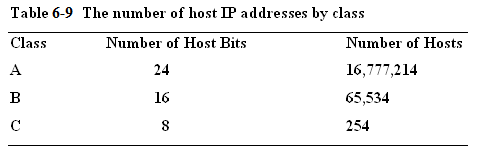 Table 6-9 The number of host IP addresses by class
Class Number of Host Bits Number of Hosts
A 24 16,777,214
B 16 65,534
C 8 254